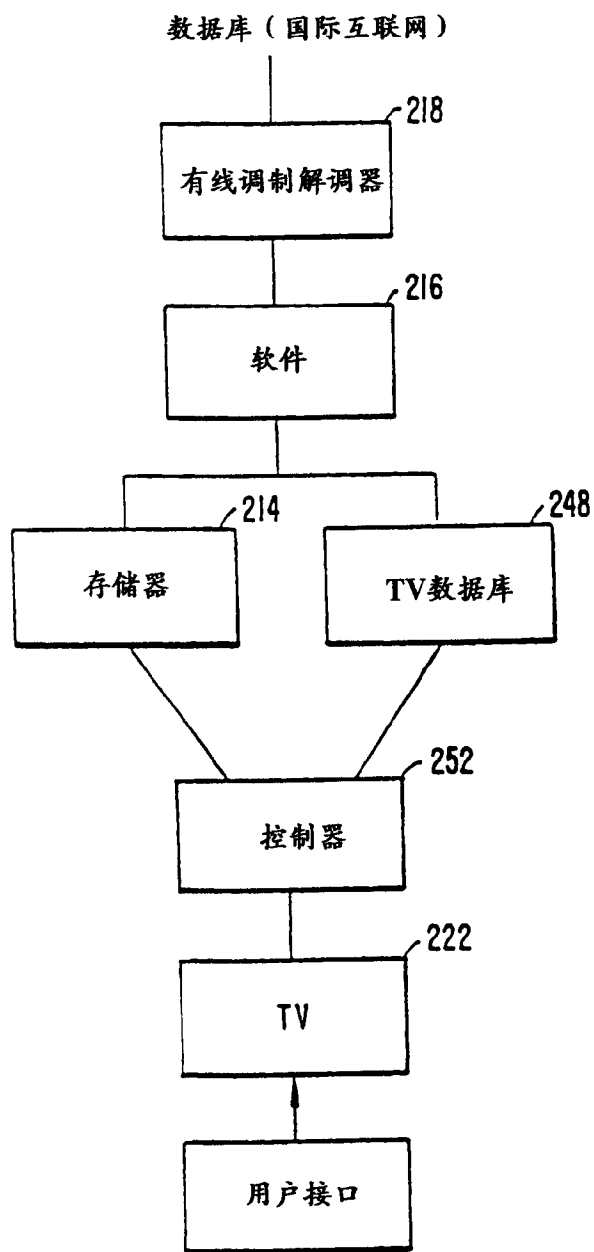 数据库（国际互联网）
218
有线调制解调器
216
软件
214
248
存储器
TV数据库
252
控制器
222
TV
用户接口